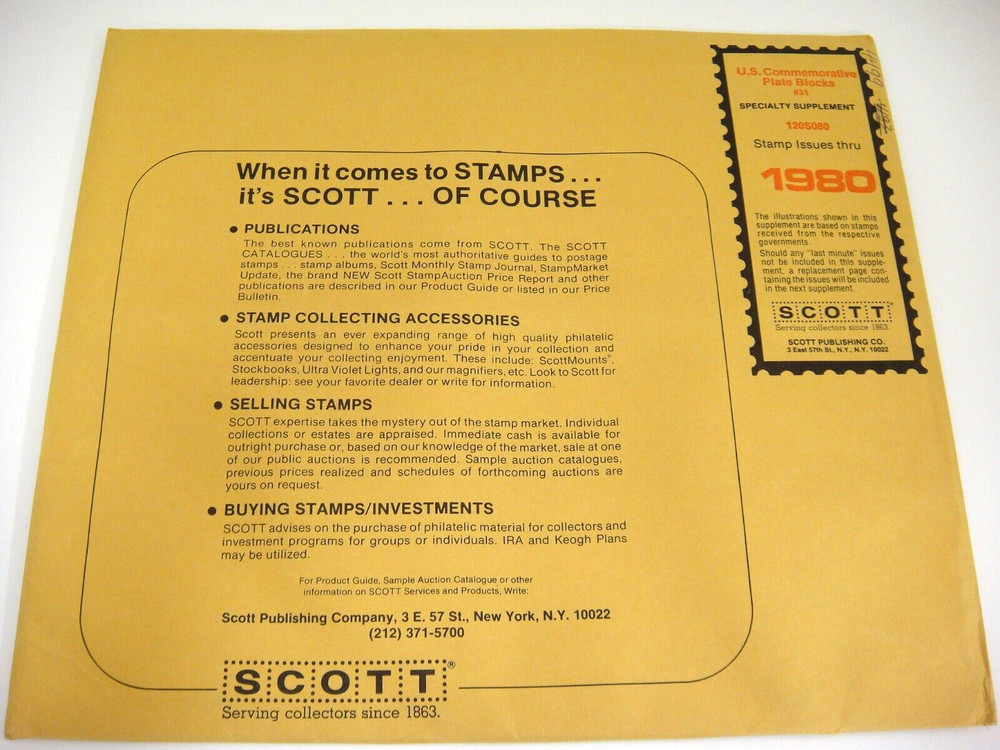 When it comes to STAMPS . . .
it's SCOTT . . . OF COURSE
● PUBLICATIONS
The best known publications come from SCOTT. The SCOTT
CATALOGUES . . . the world's most authoritative guides to postage
stamps . . . stamp albums, Scott Monthly Stamp Journal, StampMarket
Update, the brand NEW Scott StampAuction Price Report and other
publications are described in our Product Guide or listed in our Price
Bulletin.
● STAMP COLLECTING ACCESSORIES
Scott presents an ever expanding range of high quality philatelic
accessories designed to enhance your pride in your collection and
accentuate your collecting enjoyment. These include: ScottMounts,
Stockbooks, Ultra Violet Lights, and our magnifiers, etc. Look to Scott for
leadership: see your favorite dealer or write for information.
● SELLING STAMPS
SCOTT expertise takes the mystery out of the stamp market. Individual
collections or estates are appraised. Immediate cash is available for
outright purchase or, based on our knowledge of the market, sale at one
of our public auctions is recommended. Sample auction catalogues,
previous prices realized and schedules of forthcoming auctions are
yours on request.
● BUYING STAMPS/INVESTMENTS
SCOTT advises on the purchase of philatelic material for collectors and
investment programs for groups or individuals. IRA and Keogh Plans
may be utilized.
For Product Guide, Sample Auction Catalogue or other
information on SCOTT Services and Products, Write:
Scott Publishing Company, 3 E. 57 St., New York, N.Y. 10022
(212) 371-5700
SCOTT®
Serving collectors since 1863.
U.S. Commemorative
Plate Blocks
#31
SPECIALTY SUPPLEMENT
120S080
Stamp Issues thru
1980
The illustrations shown in this
supplement are based on stamps
received from the respective
governments.
Should any "last minute" issues
not be included in this supple-
ment, a replacement page con-
taining the issues will be included
in the next supplement.
SCOTT
Serving collectors since 1863.
SCOTT PUBLISHING CO.
3 East 57th St., N.Y., N.Y. 10022